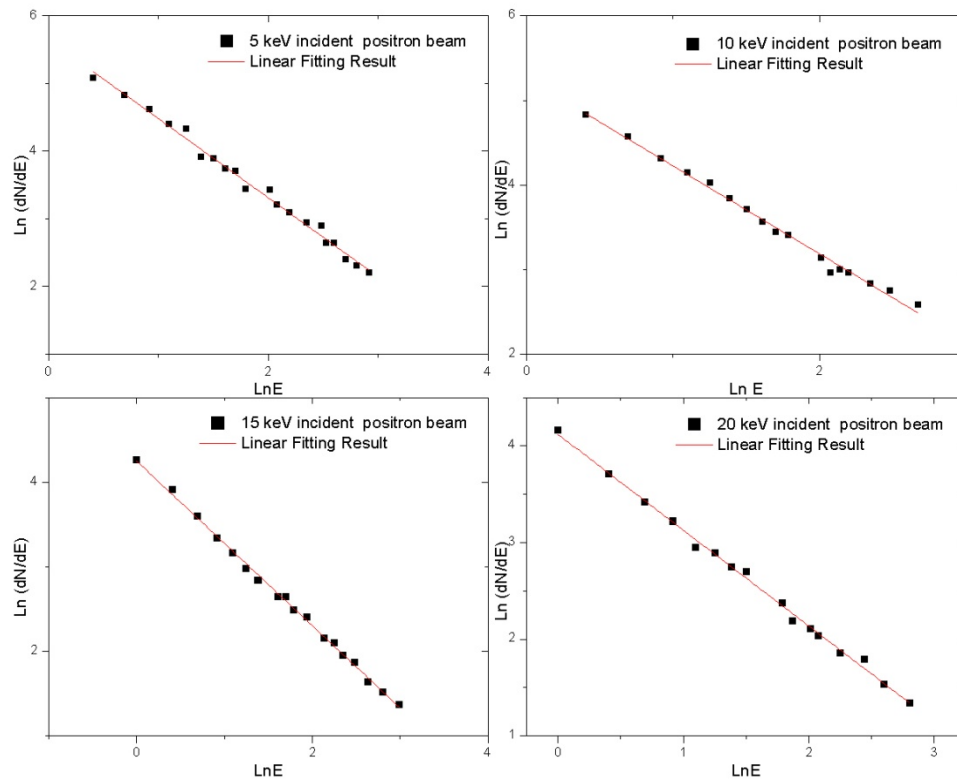 6
5 keV incident positron beam
Linear Fitting Result
4
2
Ln (dN/dE)
0
2
4
LnE
6
10 keV incident positron beam
Linear Fitting Result
4
2
Ln (dN/dE)
0
2
Ln E
15 keV incident positron beam
Linear Fitting Result
4
2
Ln (dN/dE)
0
2
4
LnE
20 keV incident positron beam
Linear Fitting Result
4
3
2
1
Ln (dN/dE)
0
1
2
3
LnE